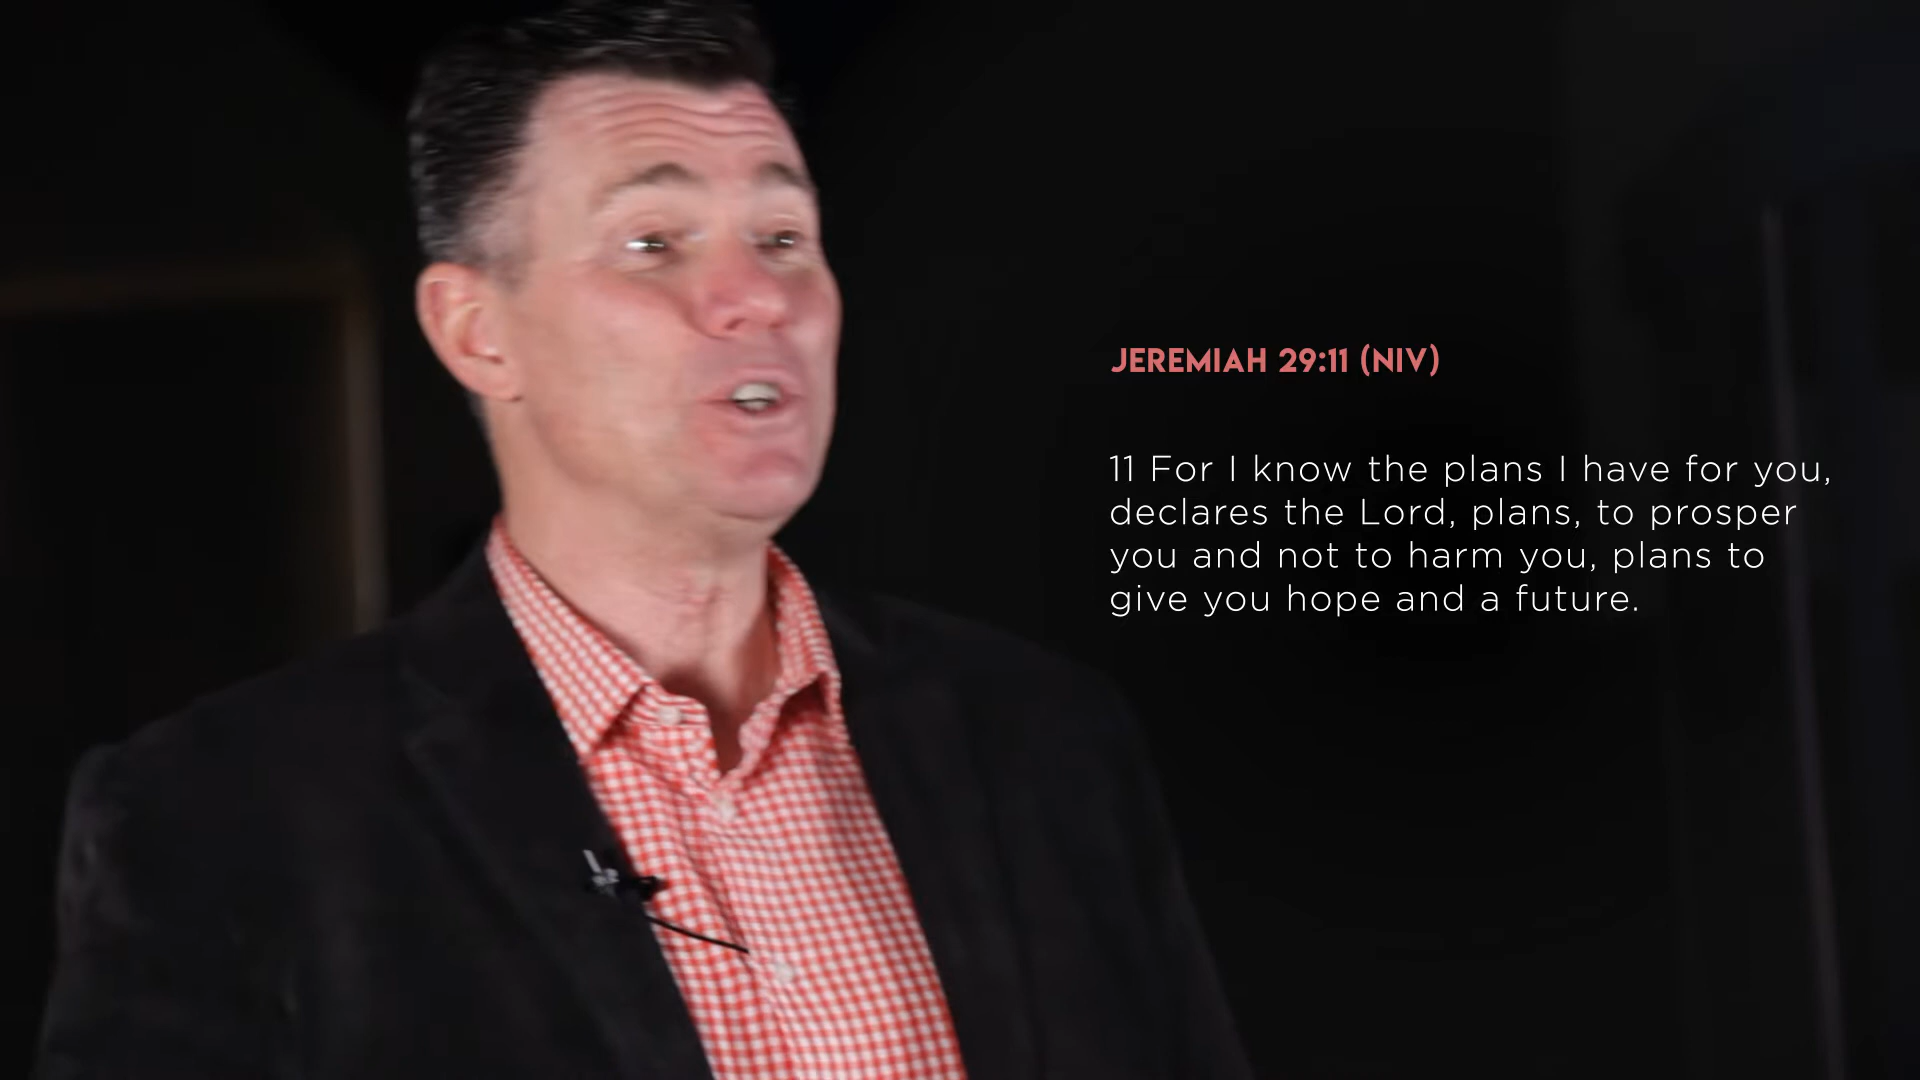 JEREMIAH 29:11 (NIV)
11 For I know the plans I have for you,
declares the Lord, plans, to prosper
you and not to harm you, plans to
give you hope and a future.